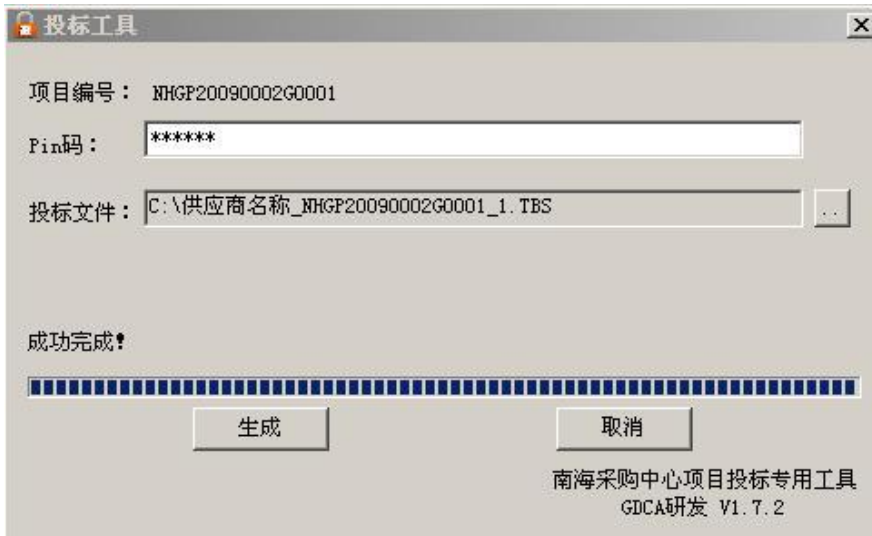 投标工具
项目编号： NHGP20090002G0001
Pin码： ******
投标文件： C:\供应商名称_NHGP20090002G0001_1.TBS ..
成功完成!
生成 取消
南海采购中心项目投标专用工具
GDCA研发 V1.7.2